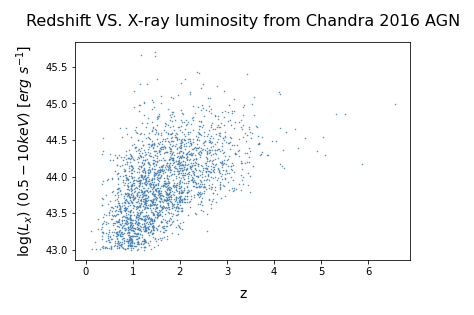 Redshift VS. X-ray luminosity from Chandra 2016 AGN
log(Lₓ) (0.5 − 10keV) [erg s⁻¹]
45.5
45.0
44.5
44.0
43.5
43.0
0 1 2 3 4 5 6
z